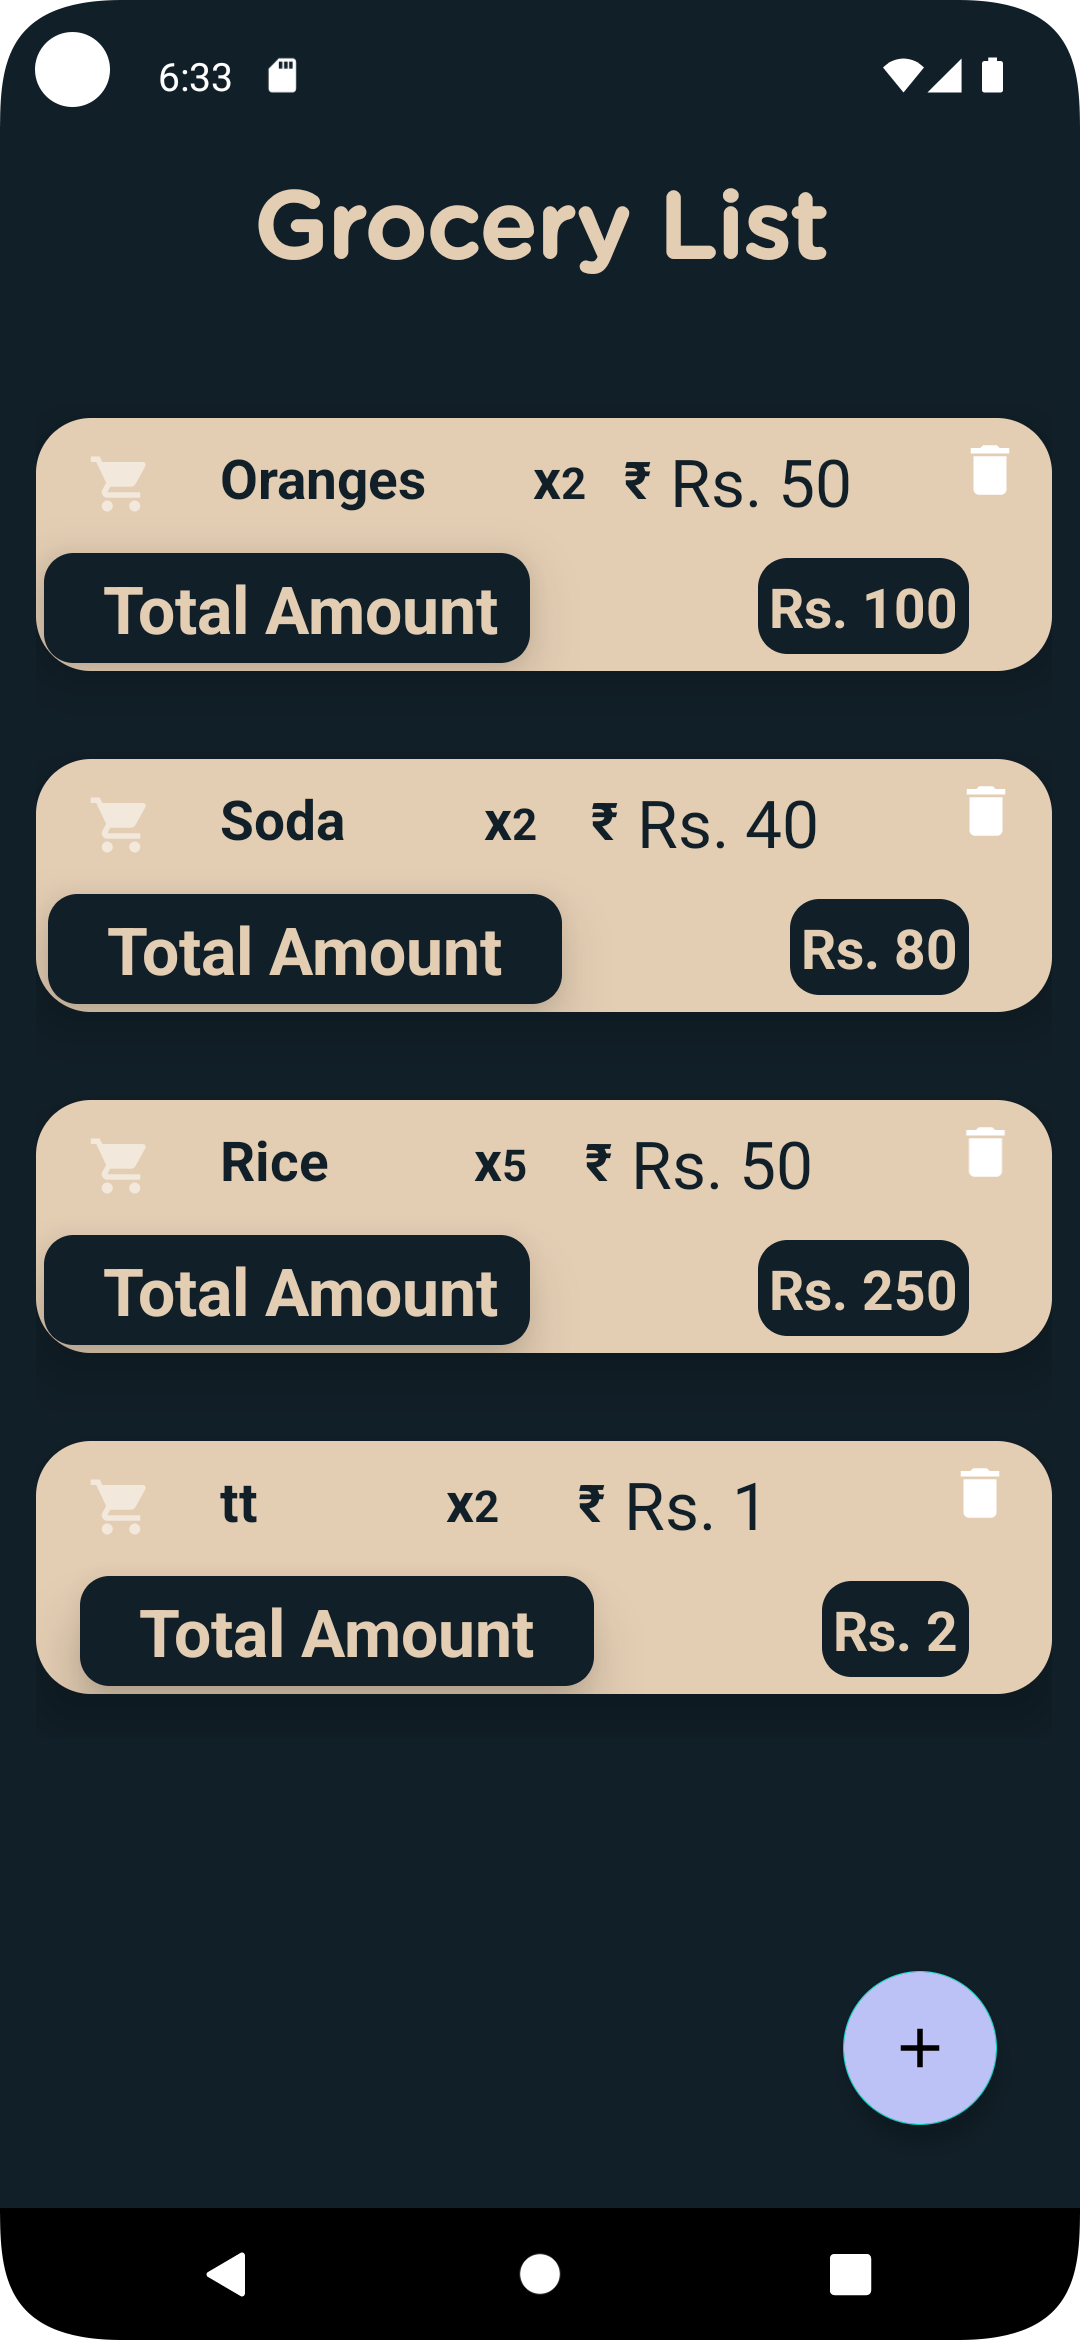 6:33
Grocery List
Oranges x2 ₹ Rs. 50
Total Amount Rs. 100
Soda x2 ₹ Rs. 40
Total Amount Rs. 80
Rice x5 ₹ Rs. 50
Total Amount Rs. 250
tt x2 ₹ Rs. 1
Total Amount Rs. 2
+